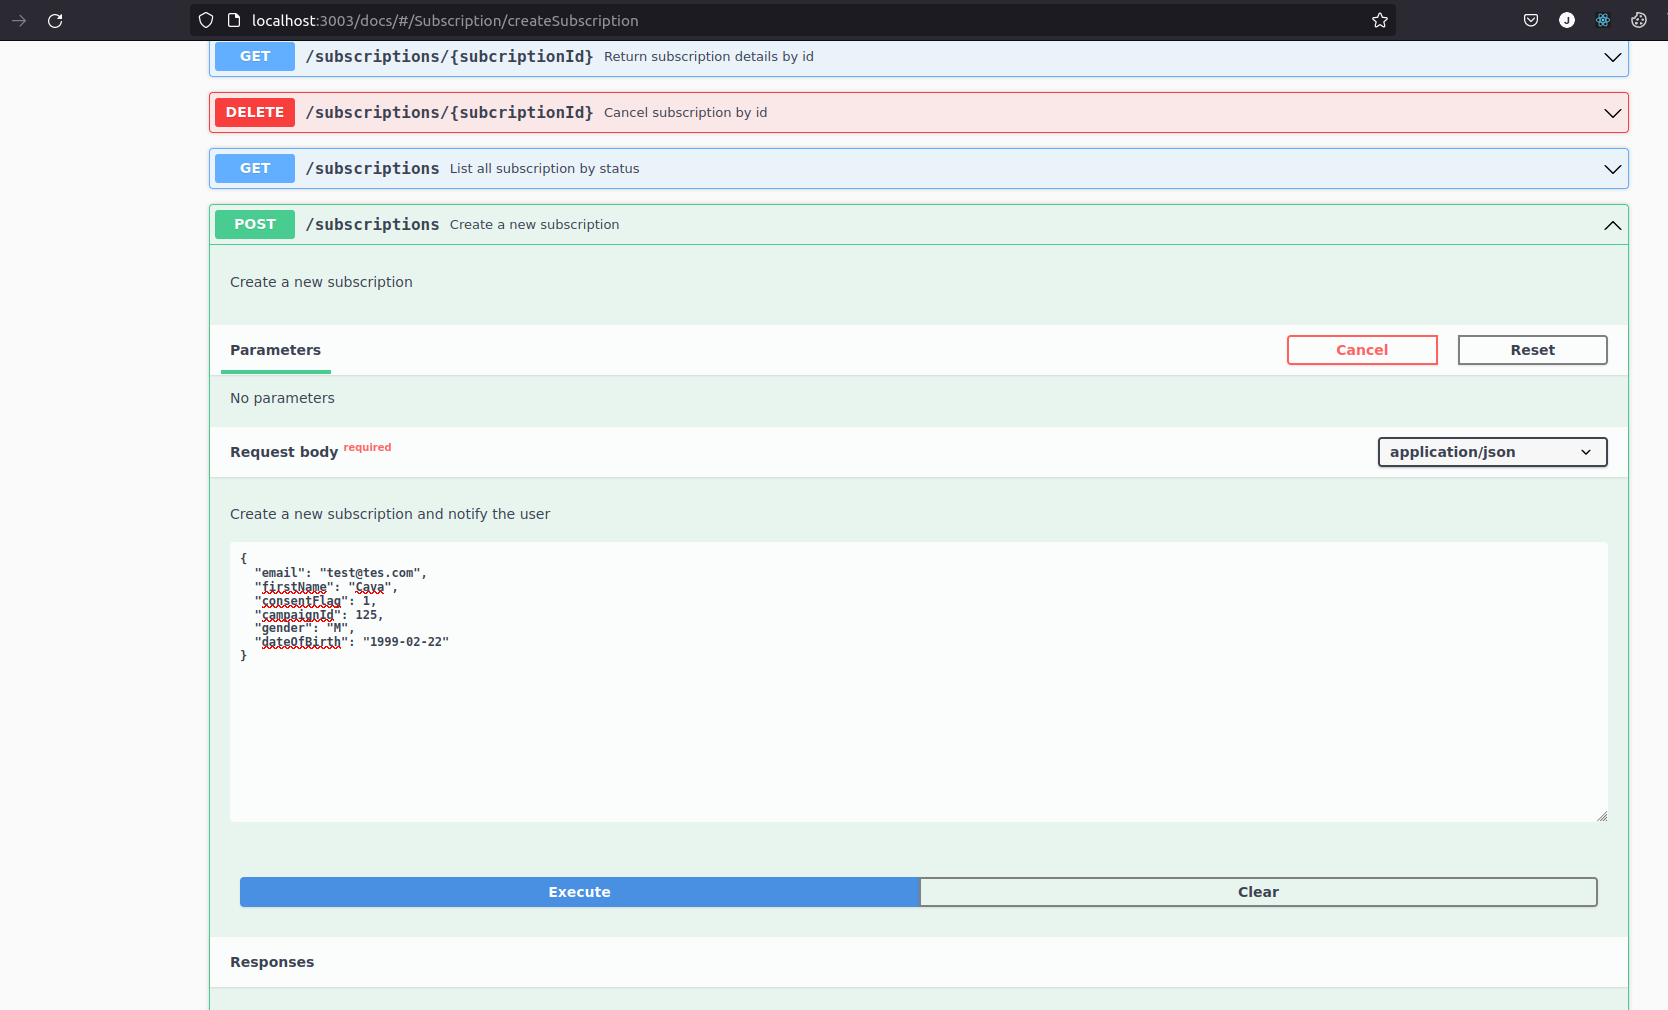 localhost:3003/docs/#/Subscription/createSubscription
J
GET /subscriptions/{subcriptionId} Return subscription details by id
DELETE /subscriptions/{subcriptionId} Cancel subscription by id
GET /subscriptions List all subscription by status
POST /subscriptions Create a new subscription
Create a new subscription
Parameters Cancel Reset
No parameters
Request body required application/json
Create a new subscription and notify the user
{
"email": "test@tes.com",
"firstName": "Cava",
"consentFlag": 1,
"campaignId": 125,
"gender": "M",
"dateOfBirth": "1999-02-22"
}
Execute Clear
Responses